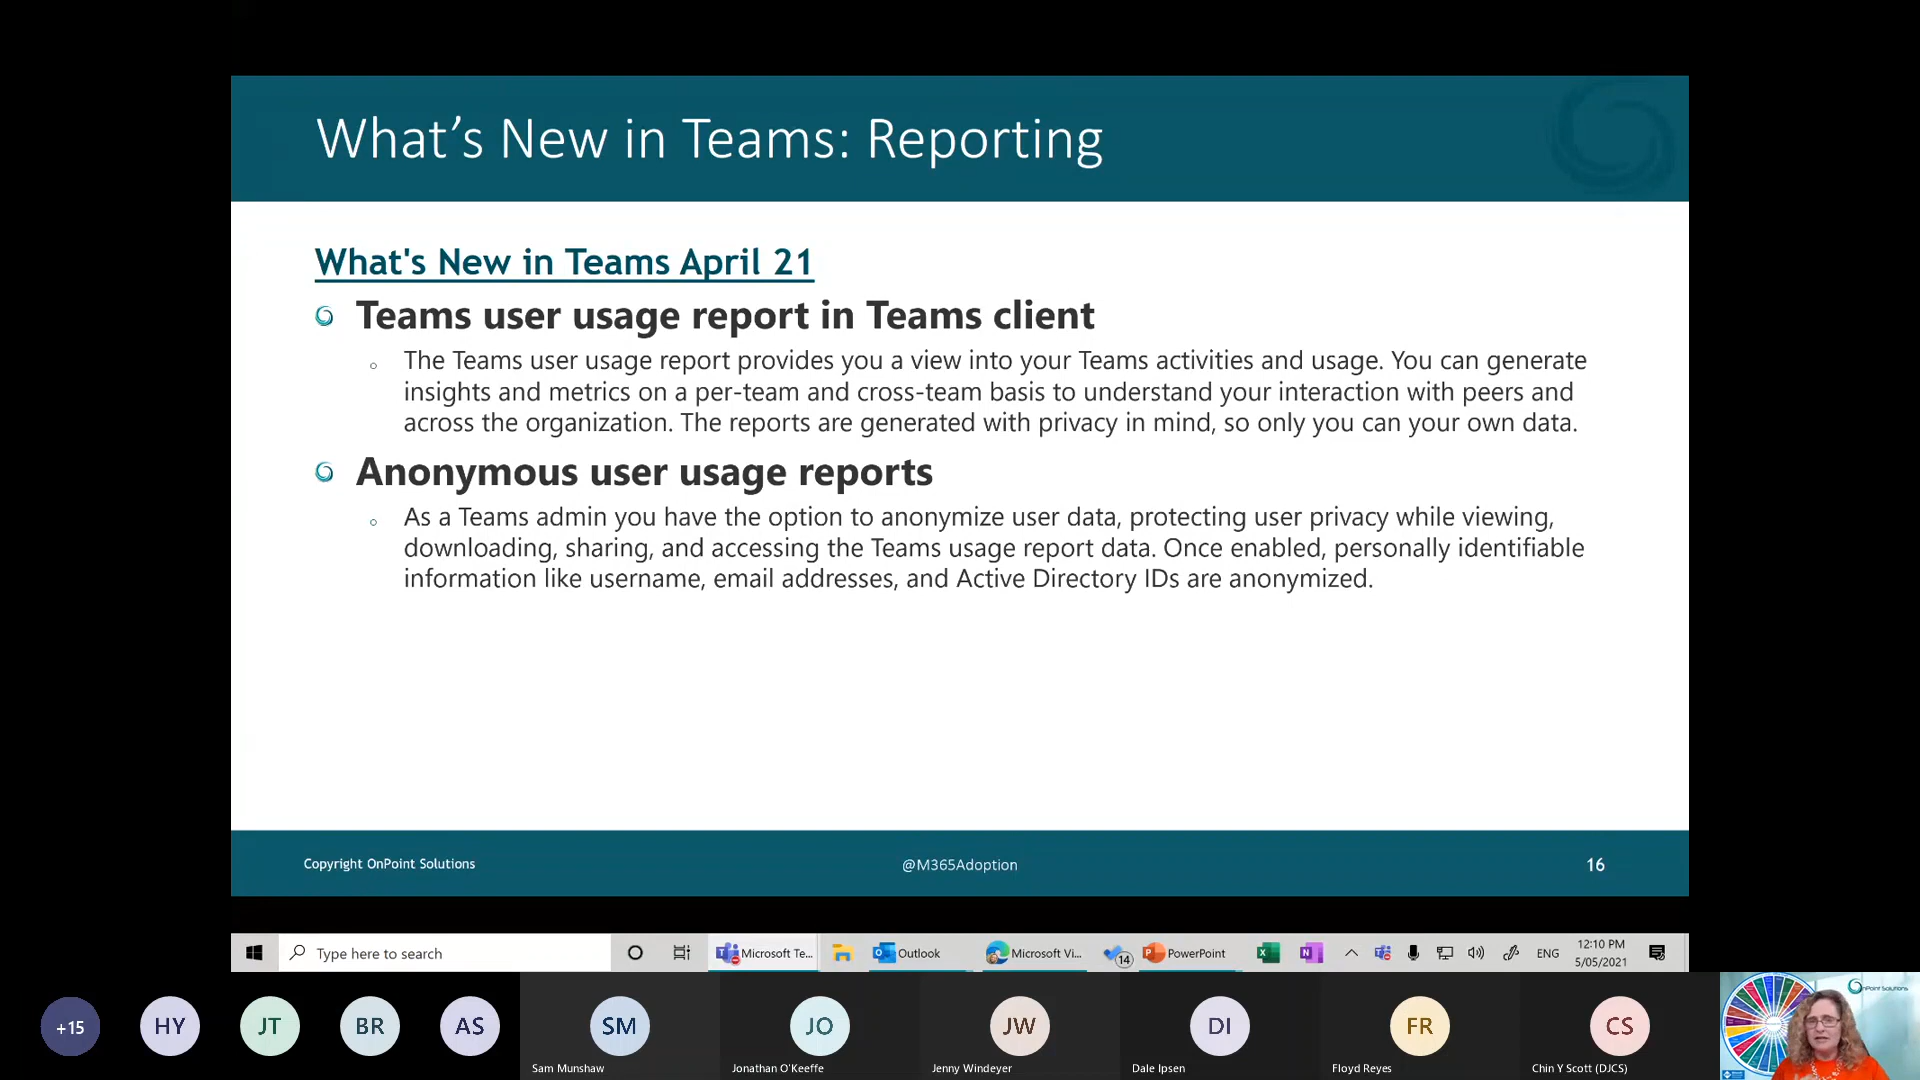 What’s New in Teams: Reporting
What's New in Teams April 21
Teams user usage report in Teams client
The Teams user usage report provides you a view into your Teams activities and usage. You can generate
insights and metrics on a per-team and cross-team basis to understand your interaction with peers and
across the organization. The reports are generated with privacy in mind, so only you can your own data.
Anonymous user usage reports
As a Teams admin you have the option to anonymize user data, protecting user privacy while viewing,
downloading, sharing, and accessing the Teams usage report data. Once enabled, personally identifiable
information like username, email addresses, and Active Directory IDs are anonymized.
Copyright OnPoint Solutions
@M365Adoption
16
Type here to search
Microsoft Te...
Outlook
Microsoft Vi...
14
PowerPoint
ENG
12:10 PM
5/05/2021
+15
HY
JT
BR
AS
SM
JO
JW
DI
FR
CS
Sam Munshaw
Jonathan O'Keeffe
Jenny Windeyer
Dale Ipsen
Floyd Reyes
Chin Y Scott (DJCS)
OnPoint Solutions